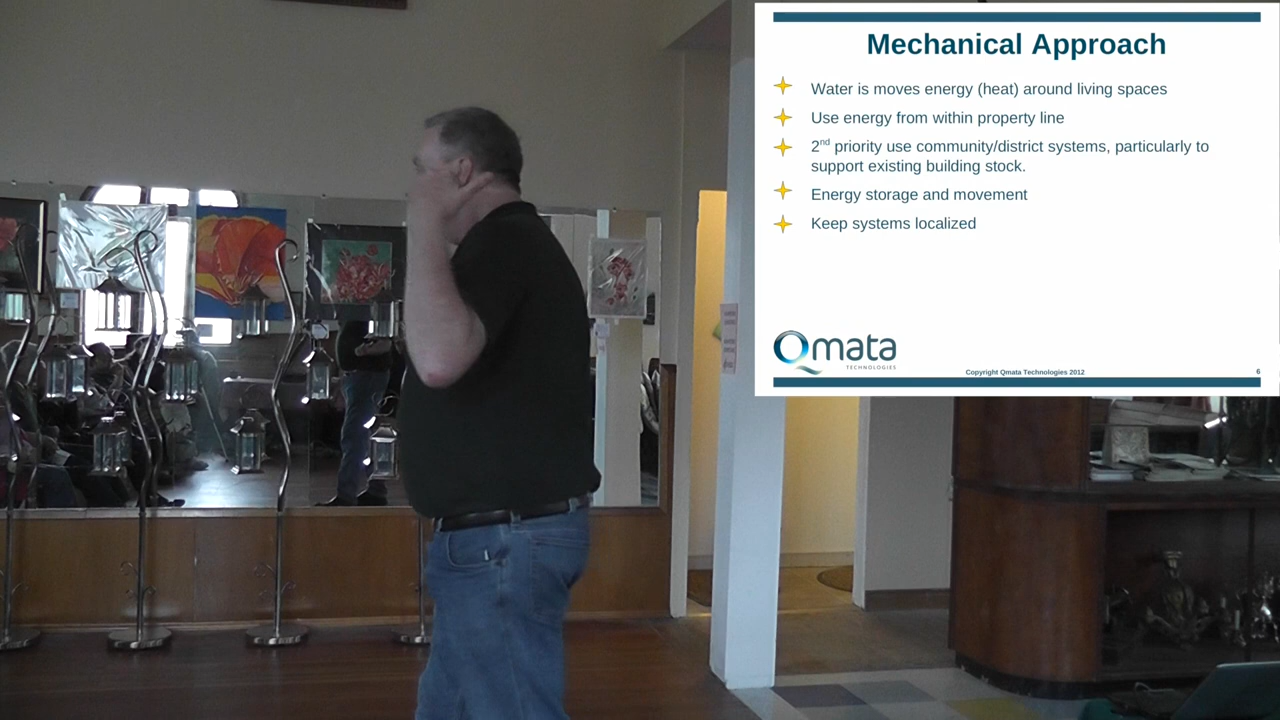 Mechanical Approach
Water is moves energy (heat) around living spaces
Use energy from within property line
2nd priority use community/district systems, particularly to
support existing building stock.
Energy storage and movement
Keep systems localized
Qmata
TECHNOLOGIES
Copyright Qmata Technologies 2012
6